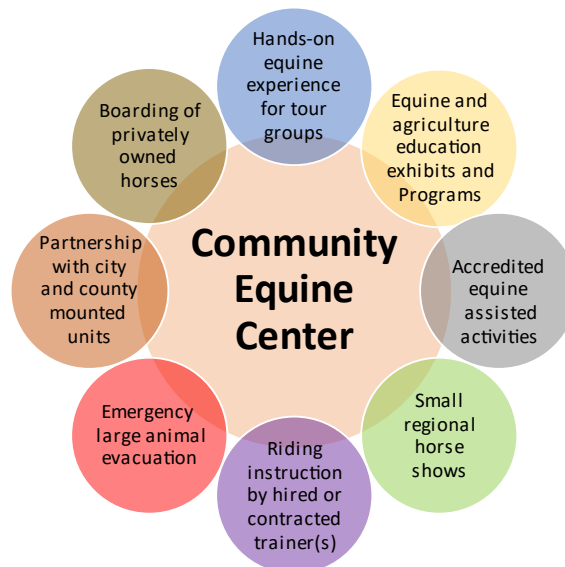 Hands-on
equine
experience
for tour
groups
Equine and
agriculture
education
exhibits and
Programs
Accredited
equine
assisted
activities
Small
regional
horse
shows
Riding
instruction
by hired or
contracted
trainer(s)
Emergency
large animal
evacuation
Partnership
with city
and county
mounted
units
Boarding of
privately
owned
horses
Community
Equine
Center